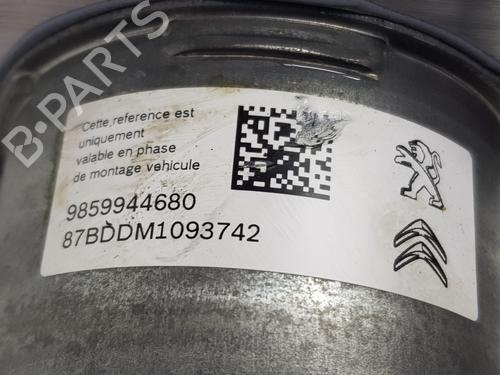 B-PARTS
Cette,reference est
uniquement
valable en phase
de montage vehicule
9859944680
87BDDM1093742